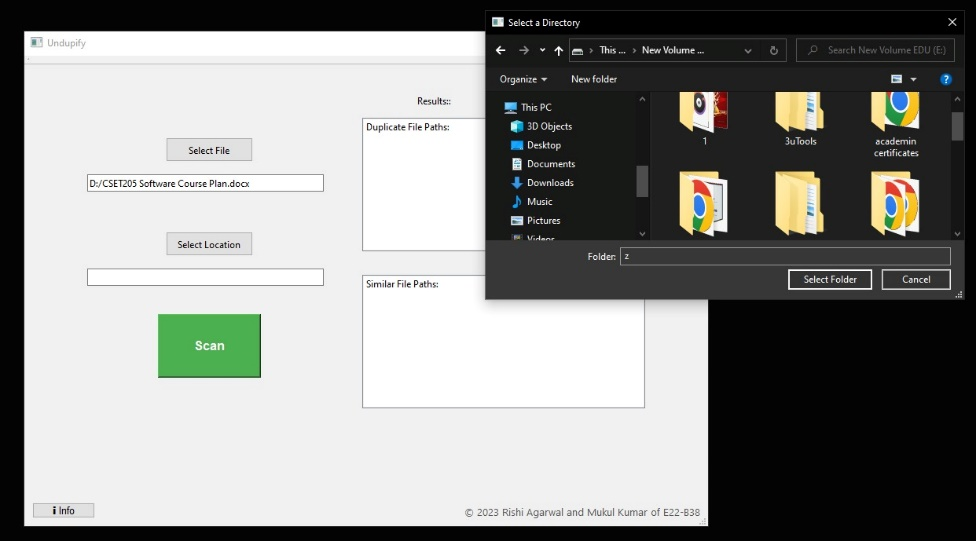 Undupify
Results::
Select File
Duplicate File Paths:
D:/CSET205 Software Course Plan.docx
Select Location
Similar File Paths:
Scan
i Info
© 2023 Rishi Agarwal and Mukul Kumar of E22-B38
Select a Directory
This ... › New Volume ...
Search New Volume EDU (E:)
Organize
New folder
?
This PC
3D Objects
Desktop
Documents
Downloads
Music
Pictures
Videos
1
3uTools
academin
certificates
Folder: z
Select Folder
Cancel